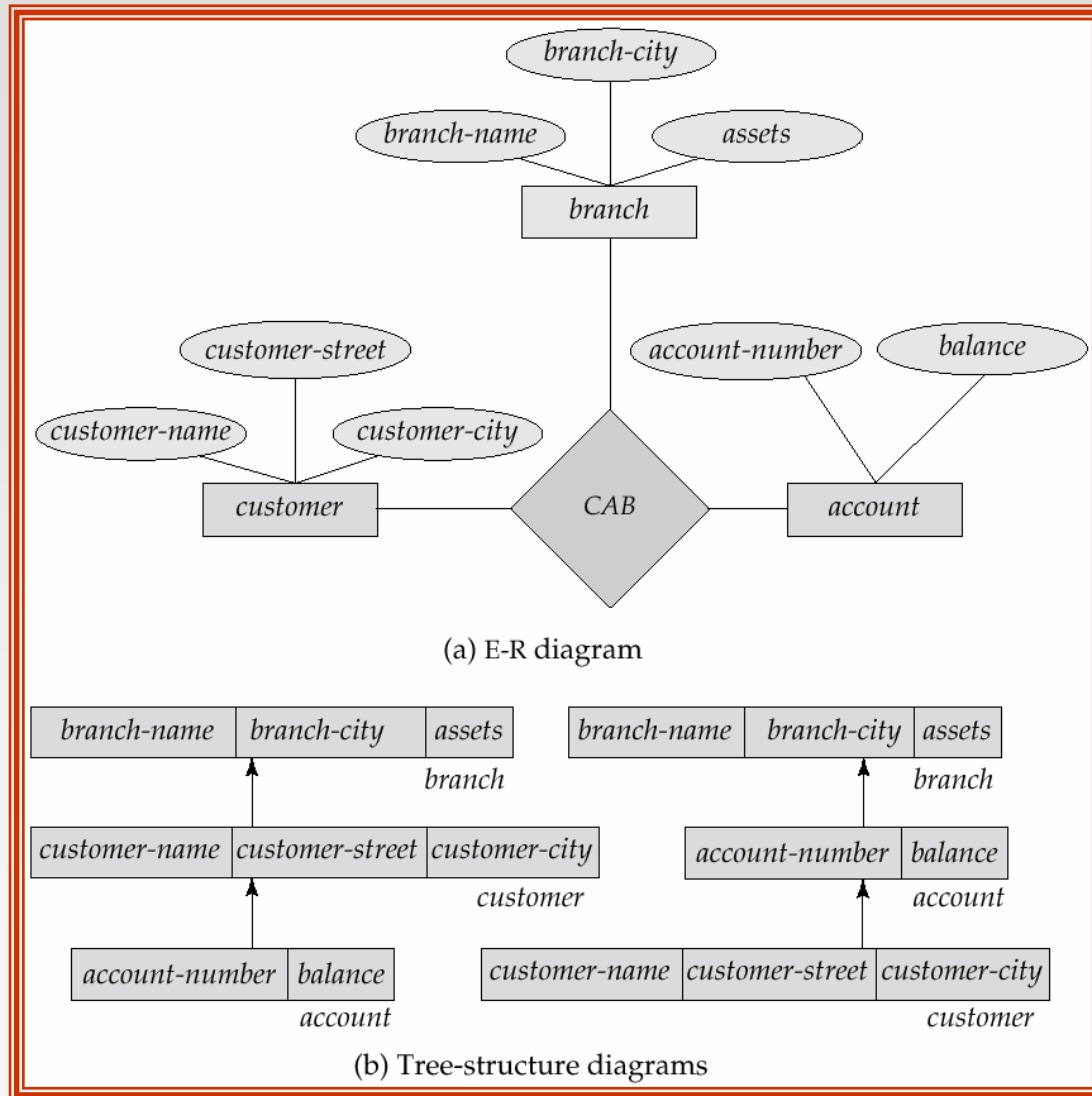 branch-city
branch-name
assets
branch
customer-street
account-number
balance
customer-name
customer-city
customer
CAB
account
(a) E-R diagram
branch-name branch-city assets
branch
customer-name customer-street customer-city
customer
account-number balance
account
branch-name branch-city assets
branch
account-number balance
account
customer-name customer-street customer-city
customer
(b) Tree-structure diagrams